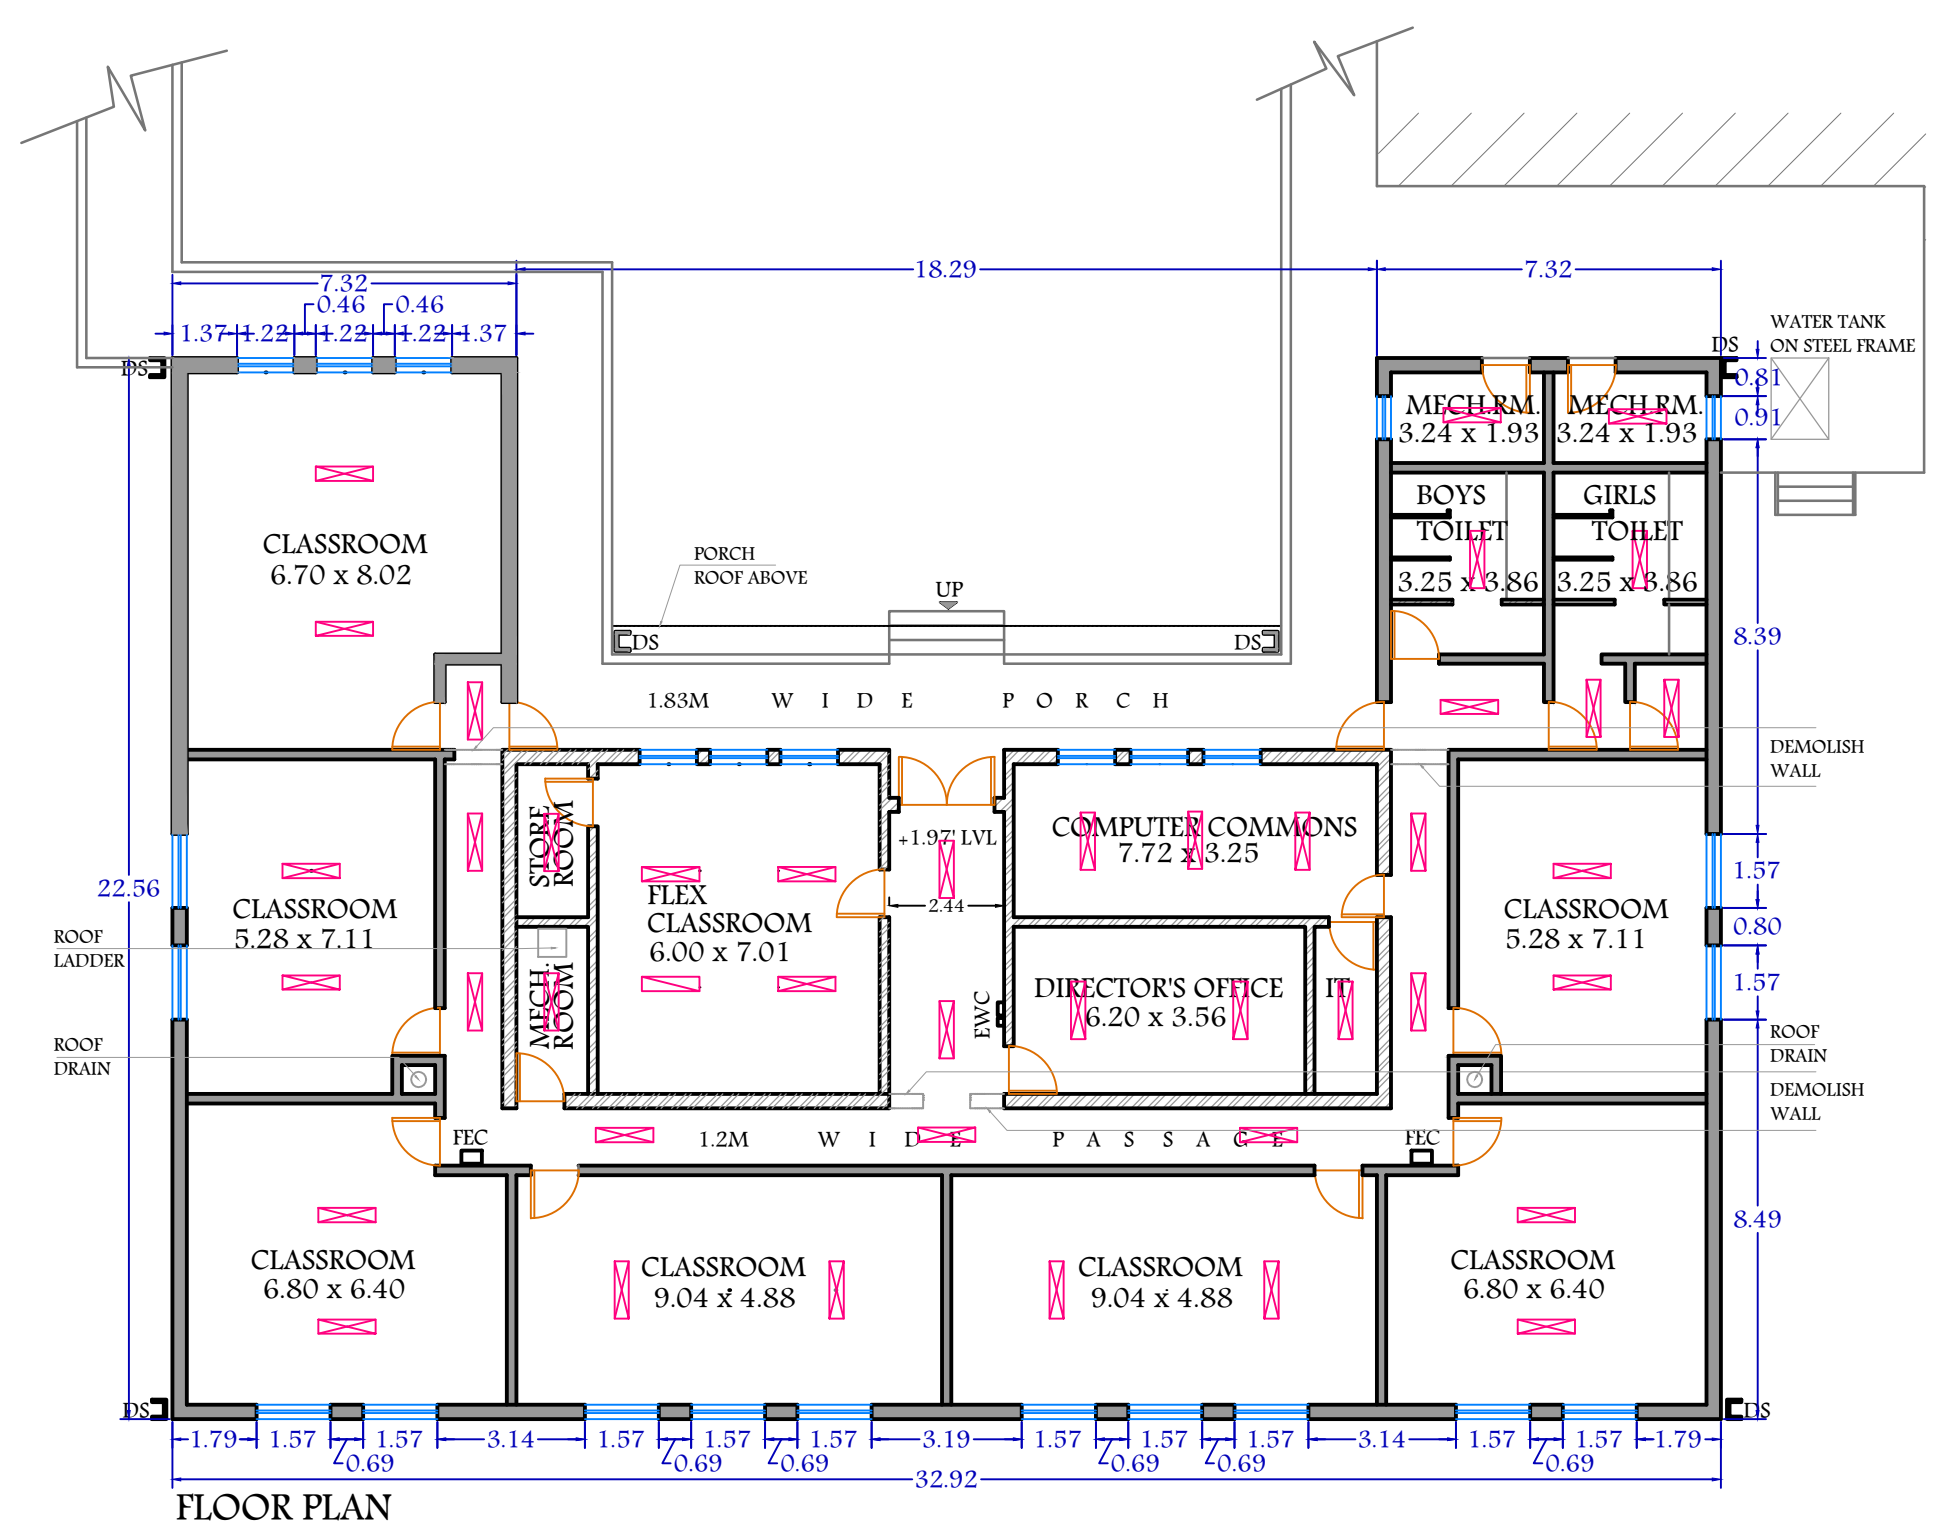 18.29
7.32
7.32
0.46
0.46
1.37
1.22
1.22
1.22
1.37
WATER TANK
ON STEEL FRAME
DS
DS
0.81
0.91
MECH.RM.
3.24 x 1.93
MECH.RM.
3.24 x 1.93
BOYS
TOILET
3.25 x 3.86
GIRLS
TOILET
3.25 x 3.86
CLASSROOM
6.70 x 8.02
PORCH
ROOF ABOVE
UP
DS
DS
8.39
1.83M WIDE PORCH
DEMOLISH
WALL
STORE
ROOM
+1.97' LVL
COMPUTER COMMONS
7.72 x 3.25
1.57
22.56
CLASSROOM
5.28 x 7.11
FLEX
CLASSROOM
6.00 x 7.01
2.44
CLASSROOM
5.28 x 7.11
0.80
ROOF
LADDER
MECH.
ROOM
EWC
DIRECTOR'S OFFICE
6.20 x 3.56
IT
1.57
ROOF
DRAIN
ROOF
DRAIN
DEMOLISH
WALL
FEC
1.2M WIDE PASSAGE
FEC
8.49
CLASSROOM
6.80 x 6.40
CLASSROOM
9.04 x 4.88
CLASSROOM
9.04 x 4.88
CLASSROOM
6.80 x 6.40
DS
DS
1.79
1.57
1.57
3.14
1.57
1.57
1.57
3.19
1.57
1.57
1.57
3.14
1.57
1.57
1.79
0.69
0.69
0.69
0.69
0.69
0.69
32.92
FLOOR PLAN